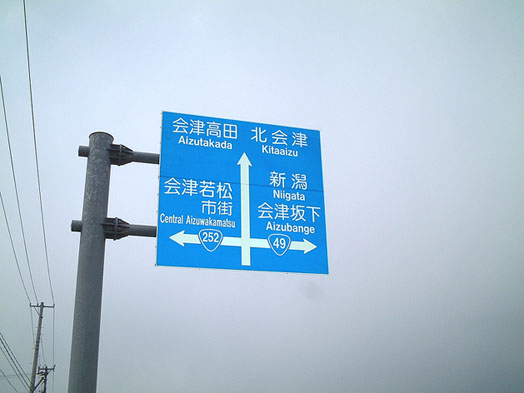 会津高田 北会津
Aizutakada Kitaaizu
会津若松
市街
Central Aizuwakamatsu
252
新潟
Niigata
会津坂下
Aizubange
49